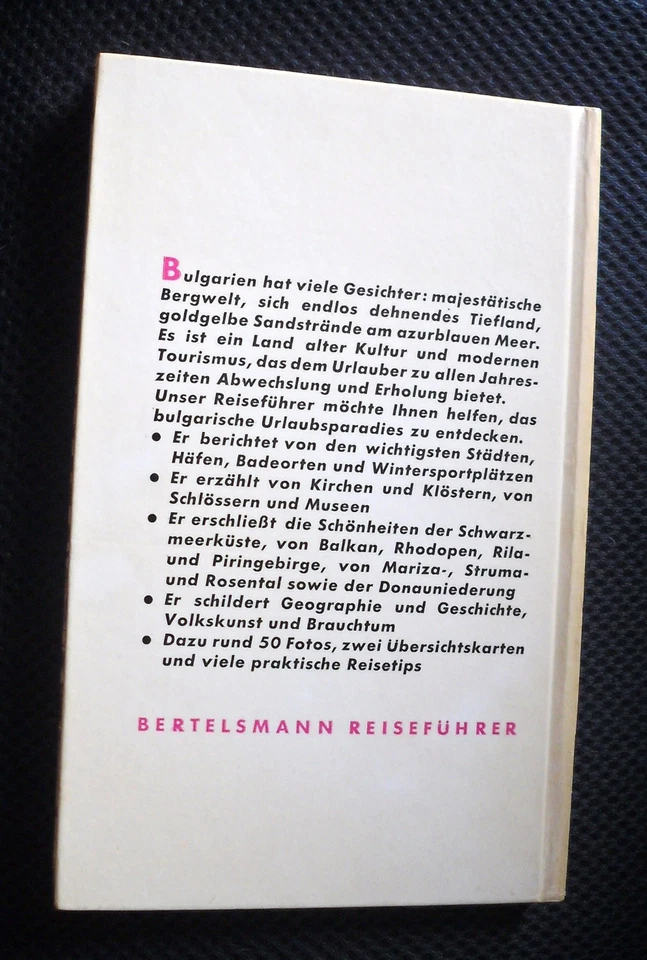 Bulgarien hat viele Gesichter: majestätische
Bergwelt, sich endlos dehnendes Tiefland,
goldgelbe Sandstrände am azurblauen Meer.
Es ist ein Land alter Kultur und modernen
Tourismus, das dem Urlauber zu allen Jahres-
zeiten Abwechslung und Erholung bietet.
Unser Reiseführer möchte Ihnen helfen, das
bulgarische Urlaubsparadies zu entdecken.
• Er berichtet von den wichtigsten Städten,
Häfen, Badeorten und Wintersportplätzen
• Er erzählt von Kirchen und Klöstern, von
Schlössern und Museen
• Er erschließt die Schönheiten der Schwarz-
meerküste, von Balkan, Rhodopen, Rila-
und Piringebirge, von Mariza-, Struma-
und Rosental sowie der Donauniederung
• Er schildert Geographie und Geschichte,
Volkskunst und Brauchtum
• Dazu rund 50 Fotos, zwei Übersichtskarten
und viele praktische Reisetips
BERTELSMANN REISEFÜHRER